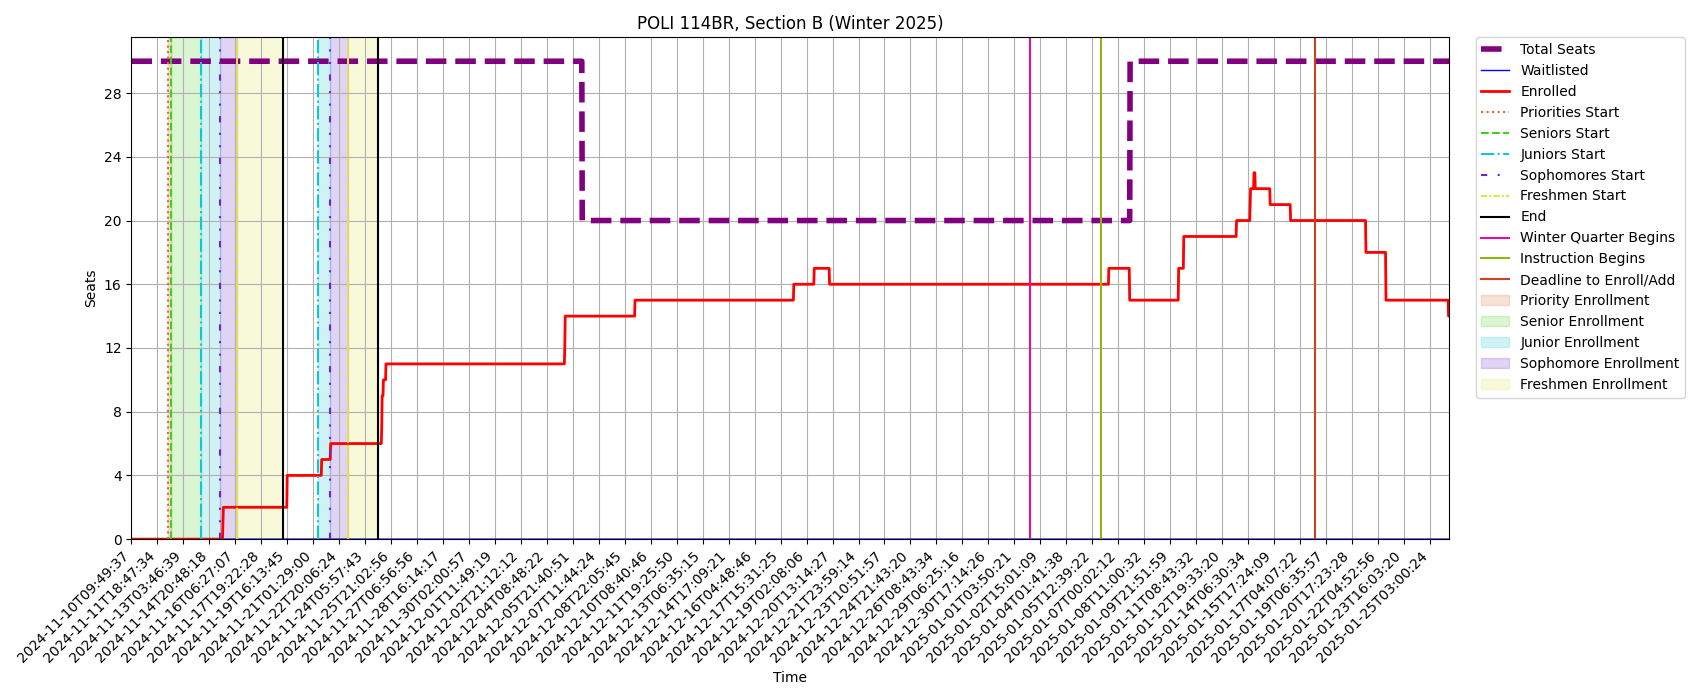 POLI 114BR, Section B (Winter 2025)
Seats
28
24
20
16
12
8
4
0
2024-11-10T09:49:37
2024-11-11T18:47:34
2024-11-13T03:46:39
2024-11-14T20:48:18
2024-11-16T06:27:07
2024-11-17T19:22:28
2024-11-19T16:13:45
2024-11-21T01:29:00
2024-11-22T20:06:24
2024-11-24T05:57:43
2024-11-25T21:02:56
2024-11-27T06:56:56
2024-11-28T16:14:17
2024-11-30T02:00:57
2024-12-01T11:49:19
2024-12-02T21:12:12
2024-12-04T08:48:22
2024-12-05T21:40:51
2024-12-07T11:44:24
2024-12-08T22:05:45
2024-12-10T08:40:46
2024-12-11T19:25:50
2024-12-13T06:35:15
2024-12-14T17:09:21
2024-12-16T04:48:46
2024-12-17T15:31:25
2024-12-19T02:08:06
2024-12-20T13:14:27
2024-12-21T23:59:14
2024-12-23T10:51:57
2024-12-24T21:43:20
2024-12-26T08:43:34
2024-12-29T06:25:16
2024-12-30T17:14:26
2025-01-01T03:50:21
2025-01-02T15:01:09
2025-01-04T01:41:38
2025-01-05T12:39:22
2025-01-07T00:02:12
2025-01-08T11:00:32
2025-01-09T21:51:59
2025-01-11T08:43:32
2025-01-12T19:33:20
2025-01-14T06:30:34
2025-01-15T17:24:09
2025-01-17T04:07:22
2025-01-19T06:35:57
2025-01-20T17:23:28
2025-01-22T04:52:56
2025-01-23T16:03:20
2025-01-25T03:00:24
Time
Total Seats
Waitlisted
Enrolled
Priorities Start
Seniors Start
Juniors Start
Sophomores Start
Freshmen Start
End
Winter Quarter Begins
Instruction Begins
Deadline to Enroll/Add
Priority Enrollment
Senior Enrollment
Junior Enrollment
Sophomore Enrollment
Freshmen Enrollment